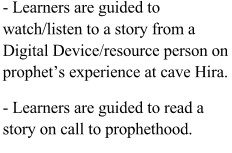 - Learners are guided to
watch/listen to a story from a
Digital Device/resource person on
prophet’s experience at cave Hira.
- Learners are guided to read a
story on call to prophethood.